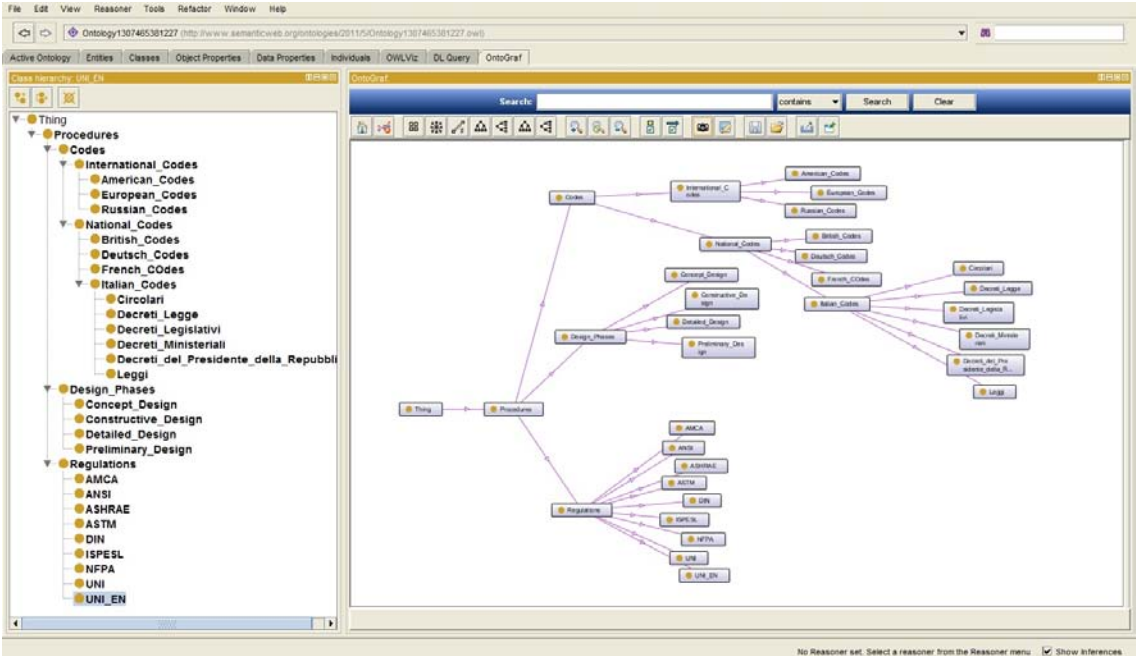 File Edit View Reasoner Tools Refactor Window Help
Ontology1307465381227 (http://www.semanticweb.org/ontologies/2011/5/Ontology1307465381227.owl)
Active Ontology Entities Classes Object Properties Data Properties Individuals OWLViz DL Query OntoGraf
Class hierarchy: UNI_EN
Thing
Procedures
Codes
International_Codes
American_Codes
European_Codes
Russian_Codes
National_Codes
British_Codes
Deutsch_Codes
French_COdes
Italian_Codes
Circolari
Decreti_Legge
Decreti_Legislativi
Decreti_Ministeriali
Decreti_del_Presidente_della_Repubbli
Leggi
Design_Phases
Concept_Design
Constructive_Design
Detailed_Design
Preliminary_Design
Regulations
AMCA
ANSI
ASHRAE
ASTM
DIN
ISPESL
NFPA
UNI
UNI_EN
OntoGraf
Search: contains Search Clear
American_Codes
International_C
odes
European_Codes
Codes
Russian_Codes
British_Codes
National_Codes
Deutsch_Codes
French_COdes
Italian_Codes
Circolari
Decreti_Legge
Decreti_Legisla
tivi
Decreti_Ministe
riali
Decreti_del_Pre
sidente_della_R...
Leggi
Concept_Design
Constructive_De
sign
Detailed_Design
Design_Phases
Preliminary_Des
ign
Thing
Procedures
AMCA
ANSI
ASHRAE
ASTM
DIN
Regulations
ISPESL
NFPA
UNI
UNI_EN
No Reasoner set. Select a reasoner from the Reasoner menu Show Inferences